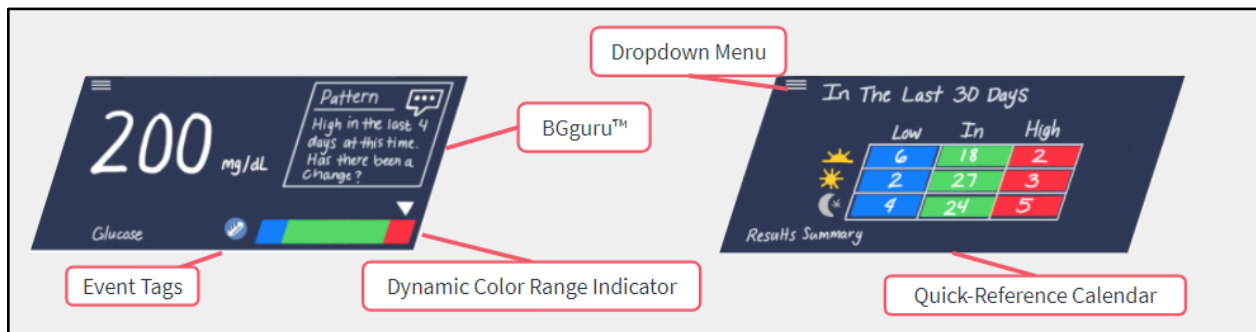 Pattern
High in the last 4
days at this time.
Has there been a
change?
200 mg/dL
Glucose
BGguru™
Event Tags
Dynamic Color Range Indicator
Dropdown Menu
In The Last 30 Days
Low In High
6 18 2
2 27 3
4 24 5
Results Summary
Quick-Reference Calendar